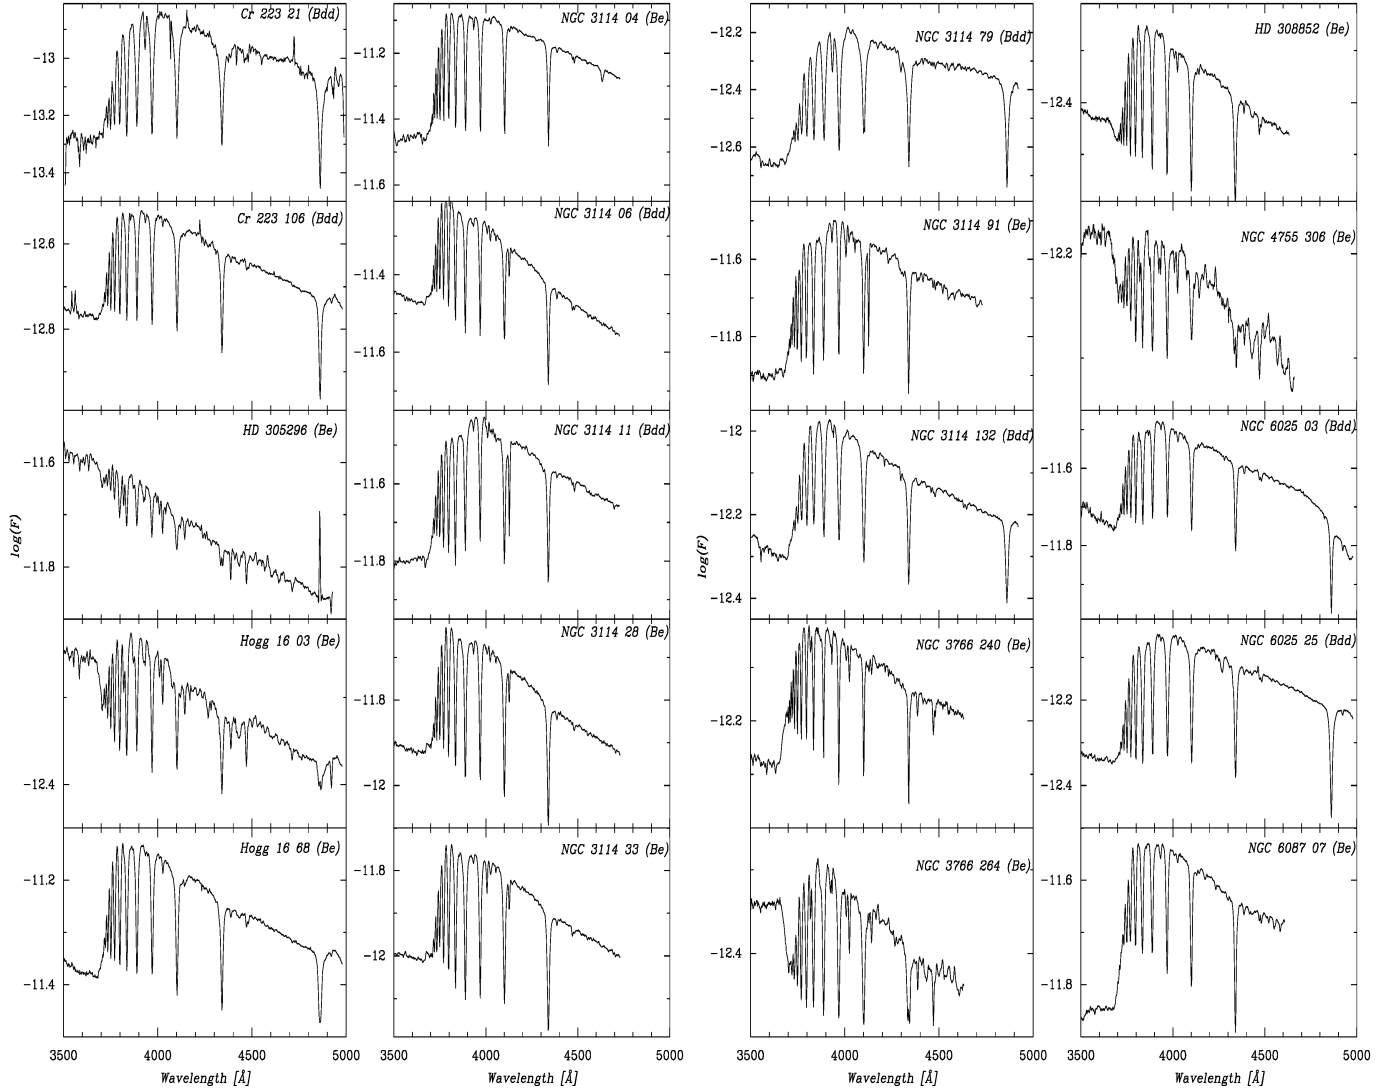 Cr 223 21 (Bdd)
-13
-13.2
-13.4
Cr 223 106 (Bdd)
-12.6
-12.8
HD 305296 (Be)
-11.6
-11.8
log(F)
Hogg 16 03 (Be)
-12.4
Hogg 16 68 (Be)
-11.2
-11.4
3500 4000 4500 5000
Wavelength [Å]
NGC 3114 04 (Be)
-11.2
-11.4
-11.6
NGC 3114 06 (Bdd)
-11.4
-11.6
NGC 3114 11 (Bdd)
-11.6
-11.8
NGC 3114 28 (Be)
-11.8
-12
NGC 3114 33 (Be)
-11.8
-12
3500 4000 4500 5000
Wavelength [Å]
NGC 3114 79 (Bdd)
-12.2
-12.4
-12.6
NGC 3114 91 (Be)
-11.6
-11.8
NGC 3114 132 (Bdd)
-12
-12.2
-12.4
log(F)
NGC 3766 240 (Be)
-12.2
NGC 3766 264 (Be)
-12.4
3500 4000 4500 5000
Wavelength [Å]
HD 308852 (Be)
-12.4
NGC 4755 306 (Be)
-12.2
NGC 6025 03 (Bdd)
-11.6
-11.8
NGC 6025 25 (Bdd)
-12.2
-12.4
NGC 6087 07 (Be)
-11.6
-11.8
3500 4000 4500 5000
Wavelength [Å]